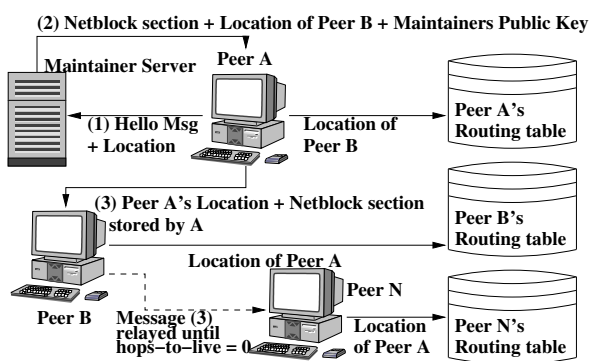 (2) Netblock section + Location of Peer B + Maintainers Public Key
Peer A
Maintainer Server
(1) Hello Msg
+ Location
Location of
Peer B
Peer A's
Routing table
(3) Peer A's Location + Netblock section
stored by A
Peer B's
Routing table
Location of Peer A
Peer N
Peer B
Message (3)
relayed until
hops−to−live = 0
Location
of Peer A
Peer N's
Routing table